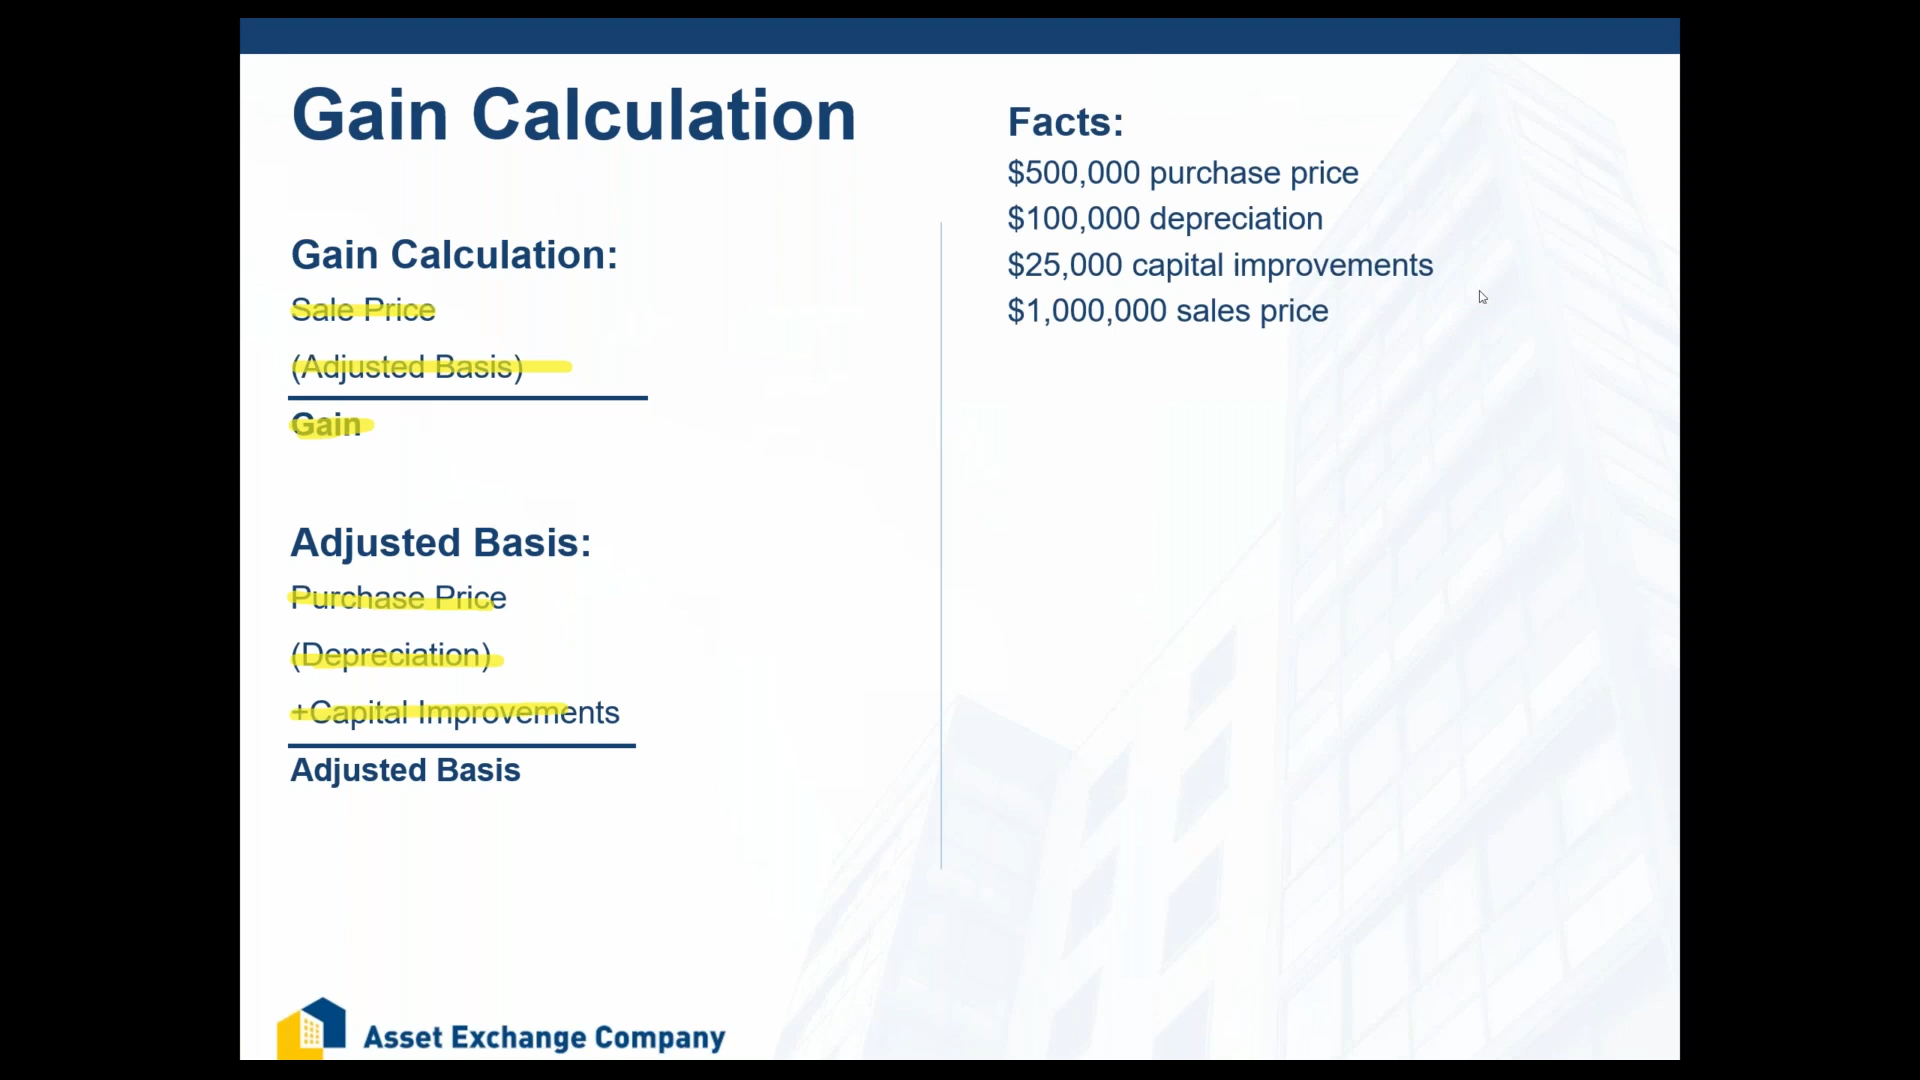 Gain Calculation
Gain Calculation:
Sale Price
(Adjusted Basis)
Gain
Adjusted Basis:
Purchase Price
(Depreciation)
+Capital Improvements
Adjusted Basis
Facts:
$500,000 purchase price
$100,000 depreciation
$25,000 capital improvements
$1,000,000 sales price
Asset Exchange Company